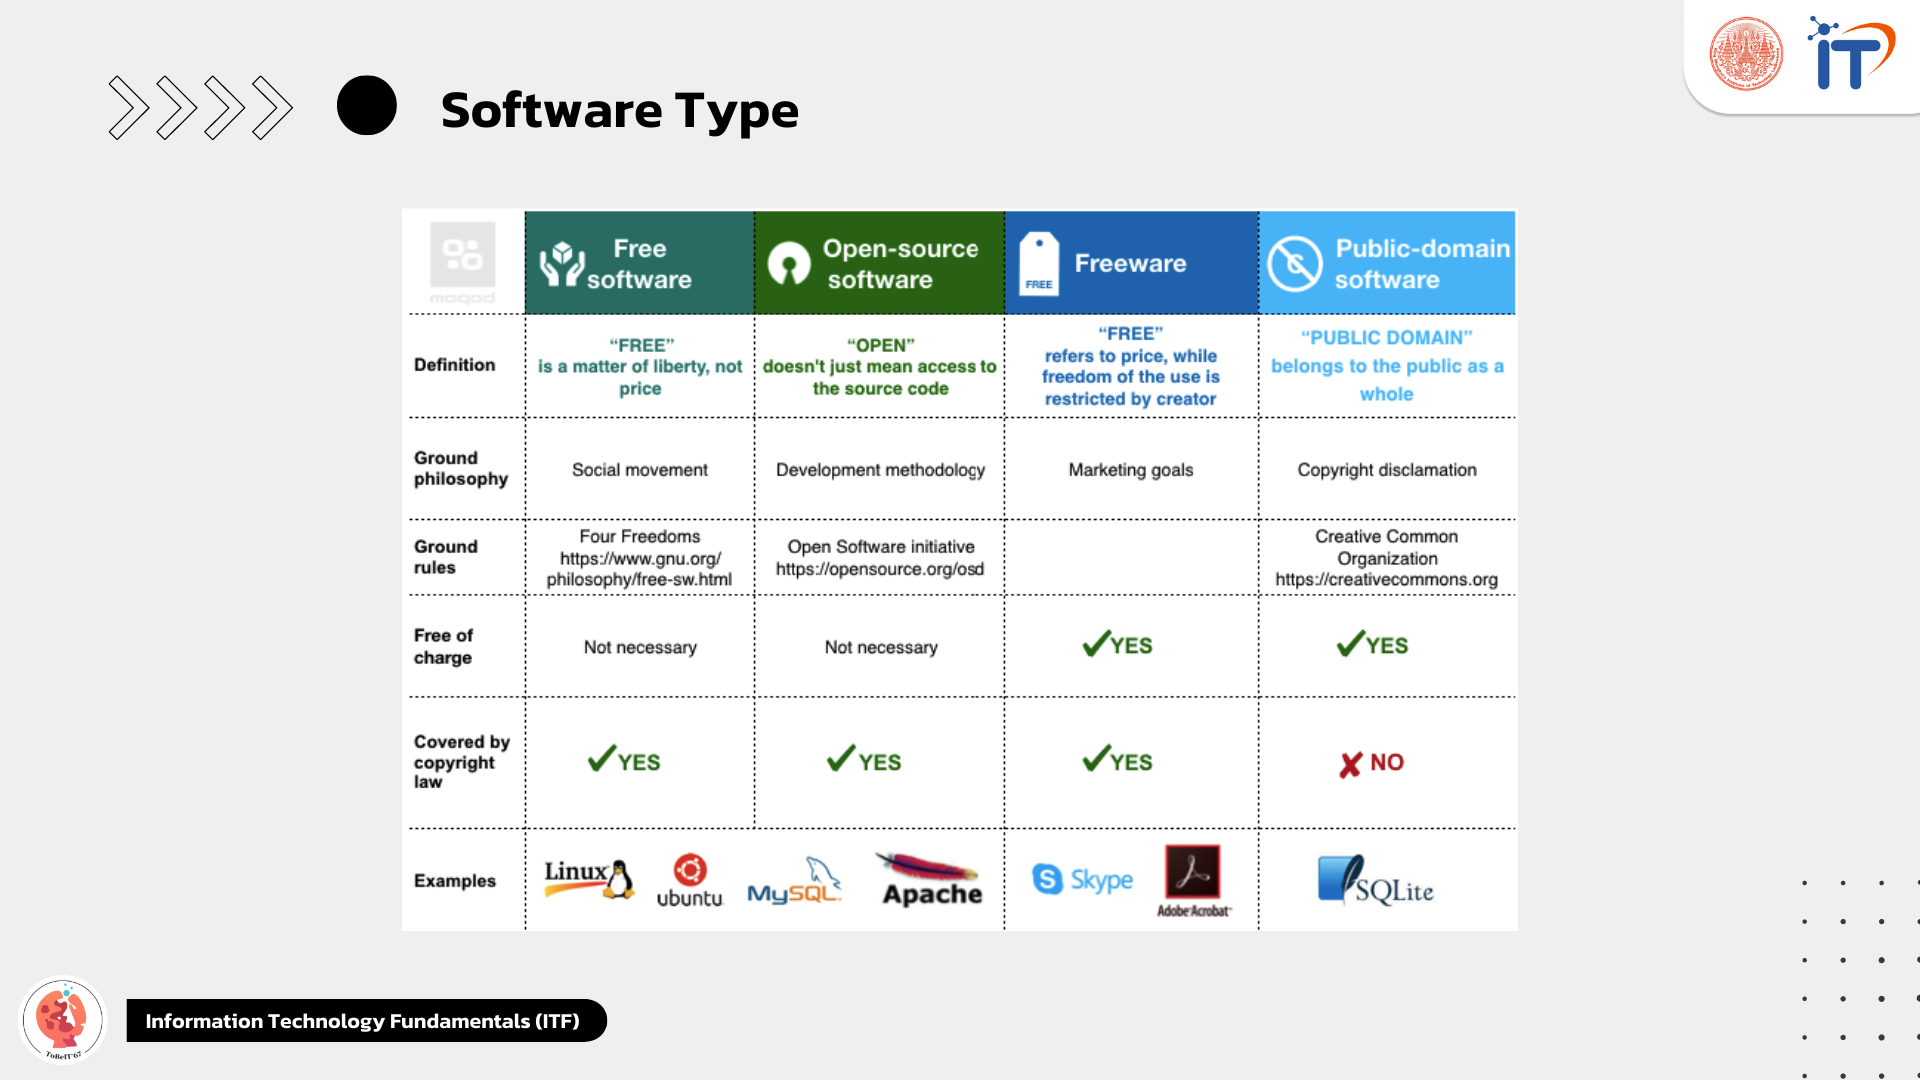 Software Type
iT
moqod
Free
software
Open-source
software
FREE
Freeware
Public-domain
software
Definition
“FREE”
is a matter of liberty, not
price
“OPEN”
doesn't just mean access to
the source code
“FREE”
refers to price, while
freedom of the use is
restricted by creator
“PUBLIC DOMAIN”
belongs to the public as a
whole
Ground
philosophy
Social movement
Development methodology
Marketing goals
Copyright disclamation
Ground
rules
Four Freedoms
https://www.gnu.org/
philosophy/free-sw.html
Open Software initiative
https://opensource.org/osd
Creative Common
Organization
https://creativecommons.org
Free of
charge
Not necessary
Not necessary
YES
YES
Covered by
copyright
law
YES
YES
YES
NO
Examples
Linux
ubuntu
MySQL
Apache
Skype
Adobe Acrobat
SQLite
ToBeIT'67
Information Technology Fundamentals (ITF)